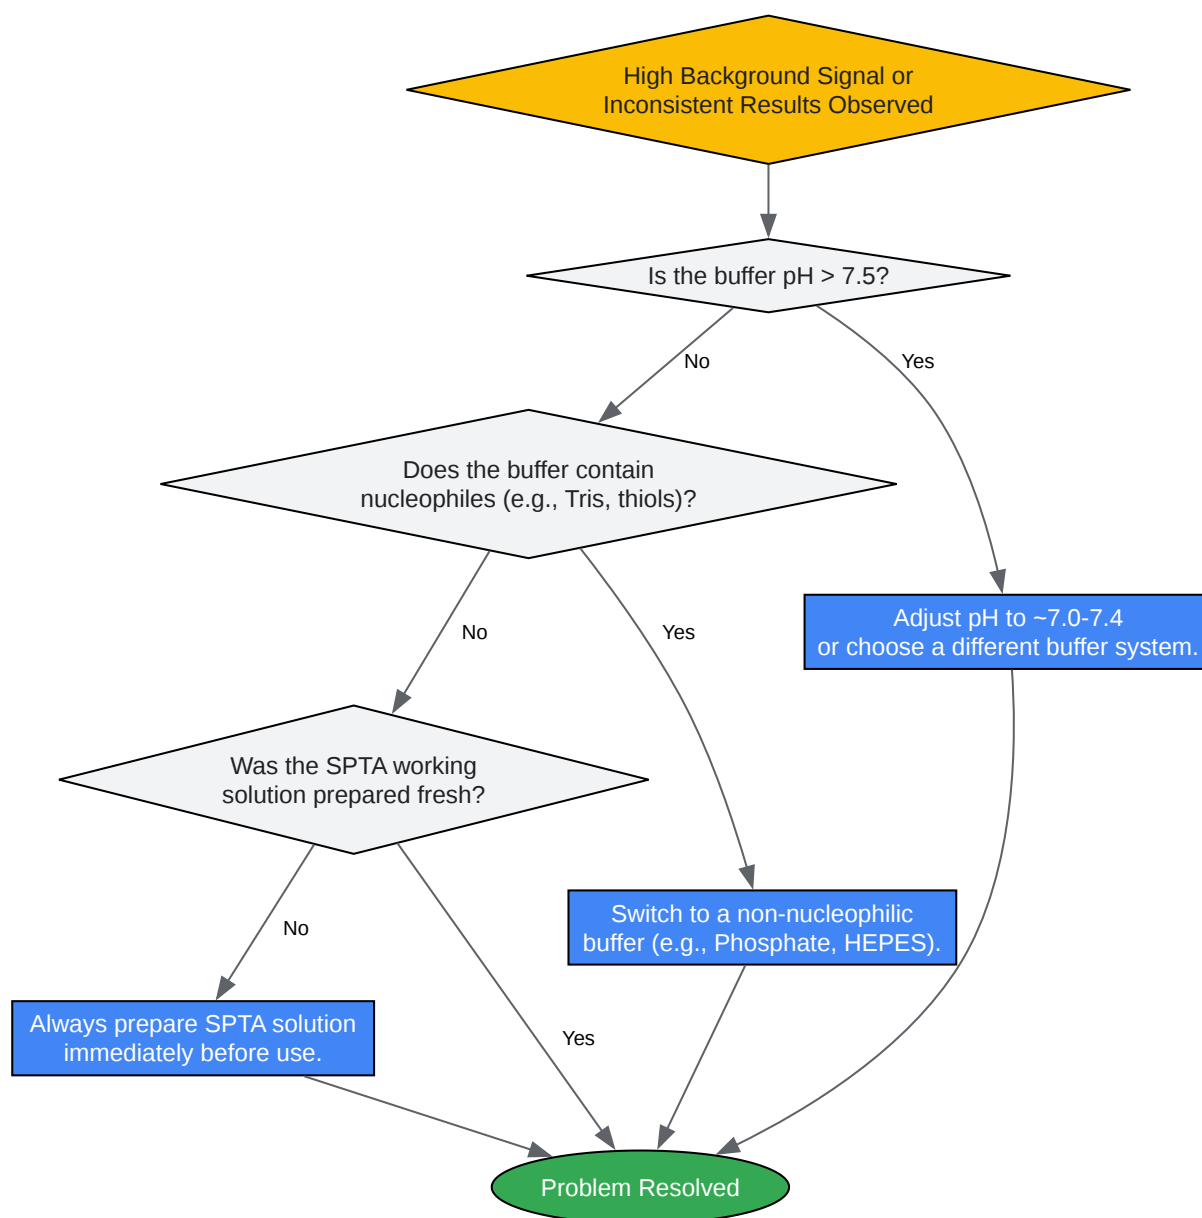 High Background Signal or
Inconsistent Results Observed
Is the buffer pH > 7.5?
No
Yes
Does the buffer contain
nucleophiles (e.g., Tris, thiols)?
Adjust pH to ~7.0-7.4
or choose a different buffer system.
No
Yes
Was the SPTA working
solution prepared fresh?
Switch to a non-nucleophilic
buffer (e.g., Phosphate, HEPES).
No
Always prepare SPTA solution
immediately before use.
Yes
Problem Resolved